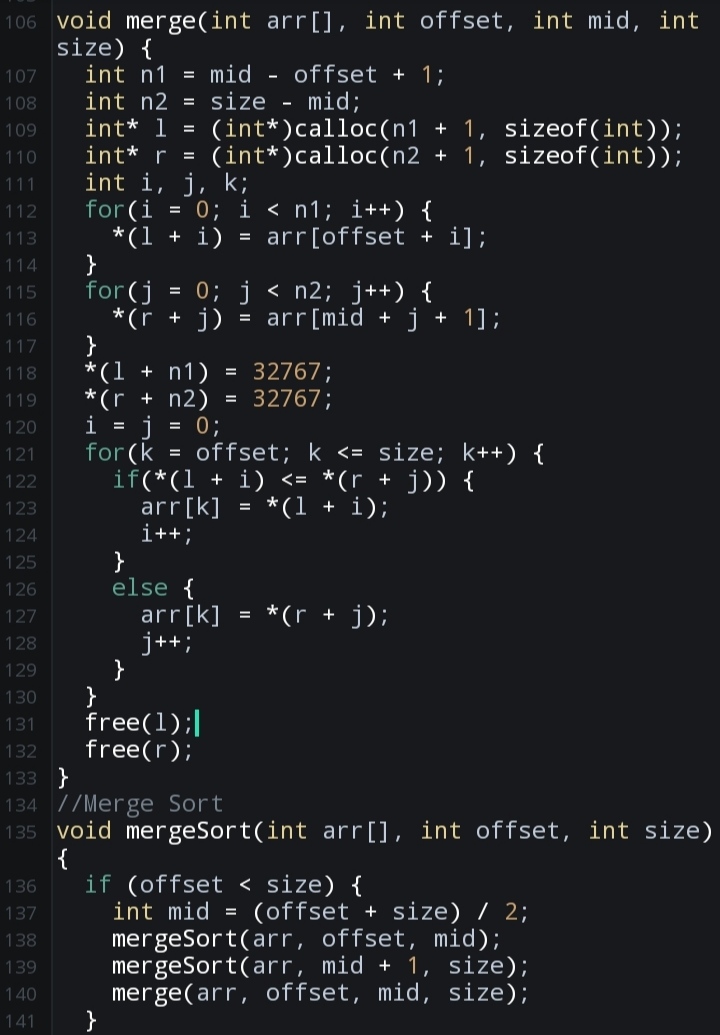 106 void merge(int arr[], int offset, int mid, int
size) {
107 int n1 = mid - offset + 1;
108 int n2 = size - mid;
109 int* l = (int*)calloc(n1 + 1, sizeof(int));
110 int* r = (int*)calloc(n2 + 1, sizeof(int));
111 int i, j, k;
112 for(i = 0; i < n1; i++) {
113 *(l + i) = arr[offset + i];
114 }
115 for(j = 0; j < n2; j++) {
116 *(r + j) = arr[mid + j + 1];
117 }
118 *(l + n1) = 32767;
119 *(r + n2) = 32767;
120 i = j = 0;
121 for(k = offset; k <= size; k++) {
122 if(*(l + i) <= *(r + j)) {
123 arr[k] = *(l + i);
124 i++;
125 }
126 else {
127 arr[k] = *(r + j);
128 j++;
129 }
130 }
131 free(l);
132 free(r);
133 }
134 //Merge Sort
135 void mergeSort(int arr[], int offset, int size)
{
136 if (offset < size) {
137 int mid = (offset + size) / 2;
138 mergeSort(arr, offset, mid);
139 mergeSort(arr, mid + 1, size);
140 merge(arr, offset, mid, size);
141 }